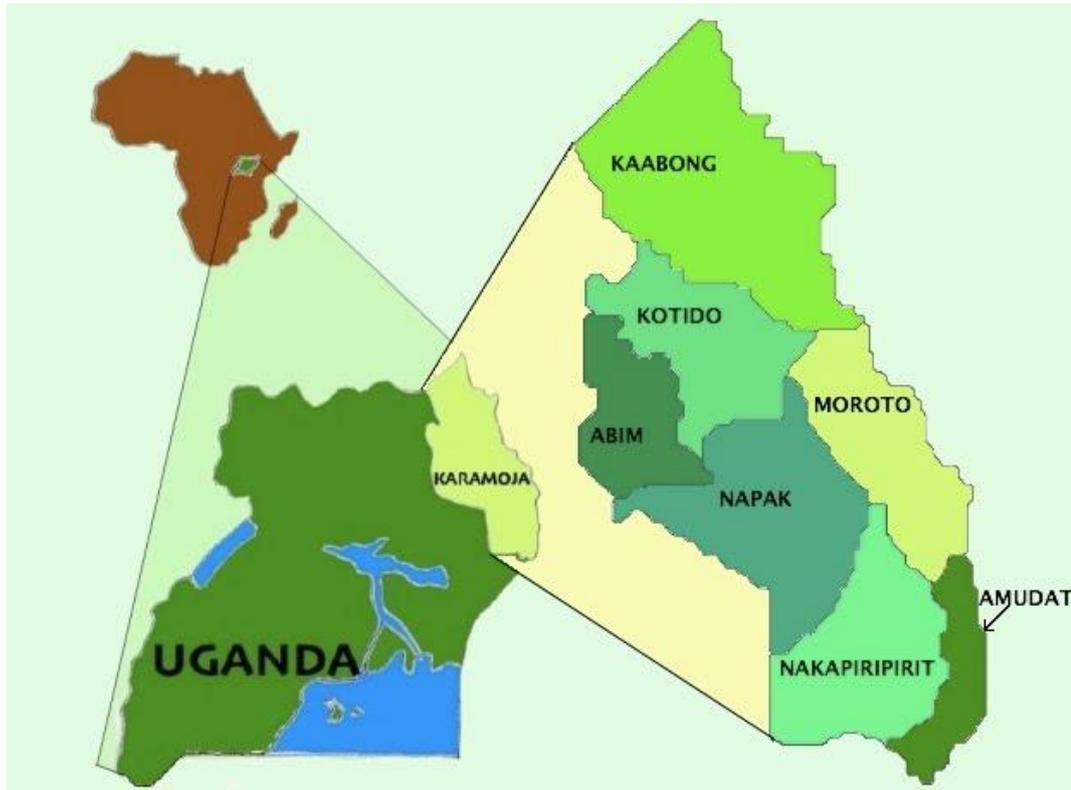 KAABONG
KOTIDO
MOROTO
ABIM
KARAMOJA
NAPAK
AMUDAT
UGANDA
NAKAPIRIPIRIT